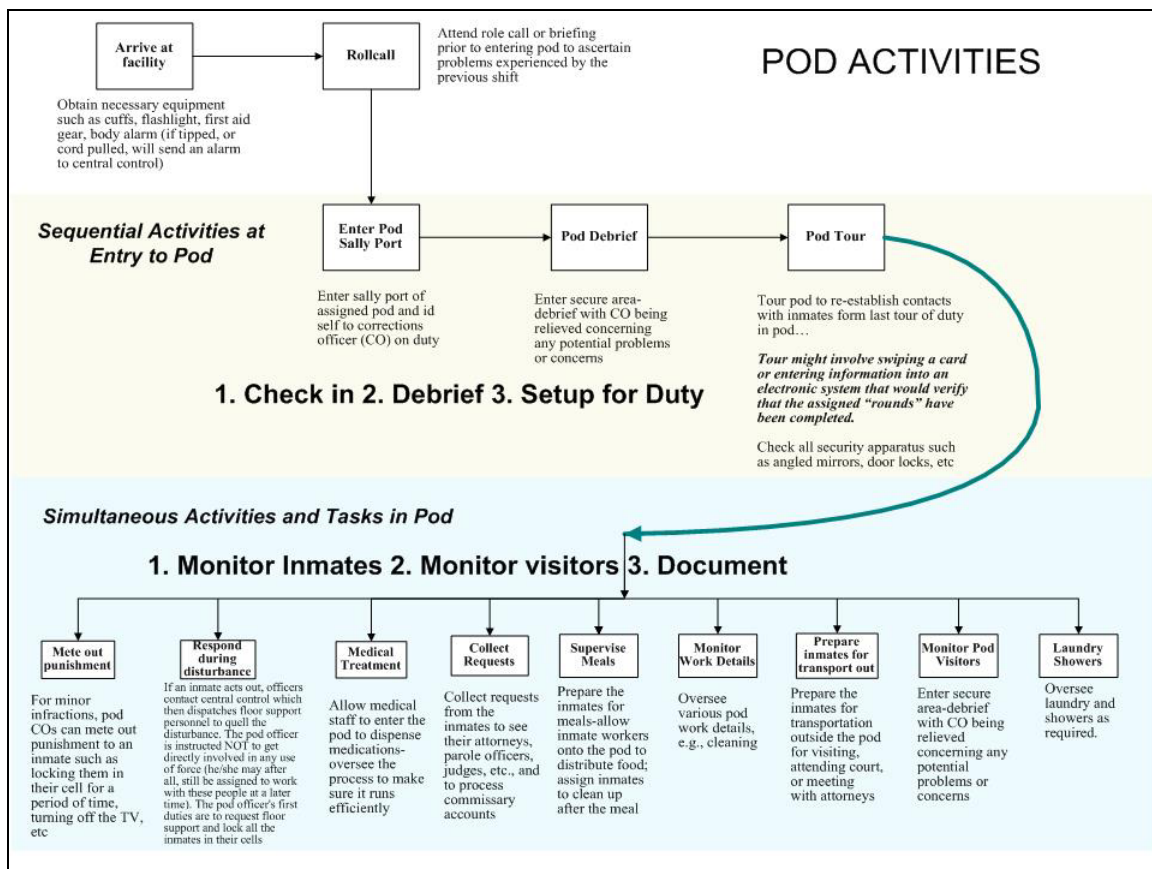 POD ACTIVITIES
Arrive at
facility
Obtain necessary equipment
such as cuffs, flashlight, first aid
gear, body alarm (if tipped, or
cord pulled, will send an alarm
to central control)
Rollcall
Attend role call or briefing
prior to entering pod to ascertain
problems experienced by the
previous shift
Sequential Activities at
Entry to Pod
Enter Pod
Sally Port
Enter sally port of
assigned pod and id
self to corrections
officer (CO) on duty
Pod Debrief
Enter secure area-
debrief with CO being
relieved concerning
any potential problems
or concerns
Pod Tour
Tour pod to re-establish contacts
with inmates form last tour of duty
in pod…
Tour might involve swiping a card
or entering information into an
electronic system that would verify
that the assigned “rounds” have
been completed.
Check all security apparatus such
as angled mirrors, door locks, etc
1. Check in 2. Debrief 3. Setup for Duty
Simultaneous Activities and Tasks in Pod
1. Monitor Inmates 2. Monitor visitors 3. Document
Mete out
punishment
For minor
infractions, pod
COs can mete out
punishment to an
inmate such as
locking them in
their cell for a
period of time,
turning off the TV,
etc
Respond
during
disturbance
If an inmate acts out, officers
contact central control which
then dispatches floor support
personnel to quell the
disturbance. The pod officer
is instructed NOT to get
directly involved in any use
of force (he/she may after
all, still be assigned to work
with these people at a later
time). The pod officer's first
duties are to request floor
support and lock all the
inmates in their cells
Medical
Treatment
Allow medical
staff to enter the
pod to dispense
medications-
oversee the
process to make
sure it runs
efficiently
Collect
Requests
Collect requests
from the
inmates to see
their attorneys,
parole officers,
judges, etc., and
to process
commissary
accounts
Supervise
Meals
Prepare the
inmates for
meals-allow
inmate workers
onto the pod to
distribute food;
assign inmates
to clean up
after the meal
Monitor
Work Details
Oversee
various pod
work details,
e.g., cleaning
Prepare
inmates for
transport out
Prepare the
inmates for
transportation
outside the pod
for visiting,
attending court,
or meeting
with attorneys
Monitor Pod
Visitors
Enter secure
area-debrief
with CO being
relieved
concerning any
potential
problems or
concerns
Laundry
Showers
Oversee
laundry and
showers as
required.